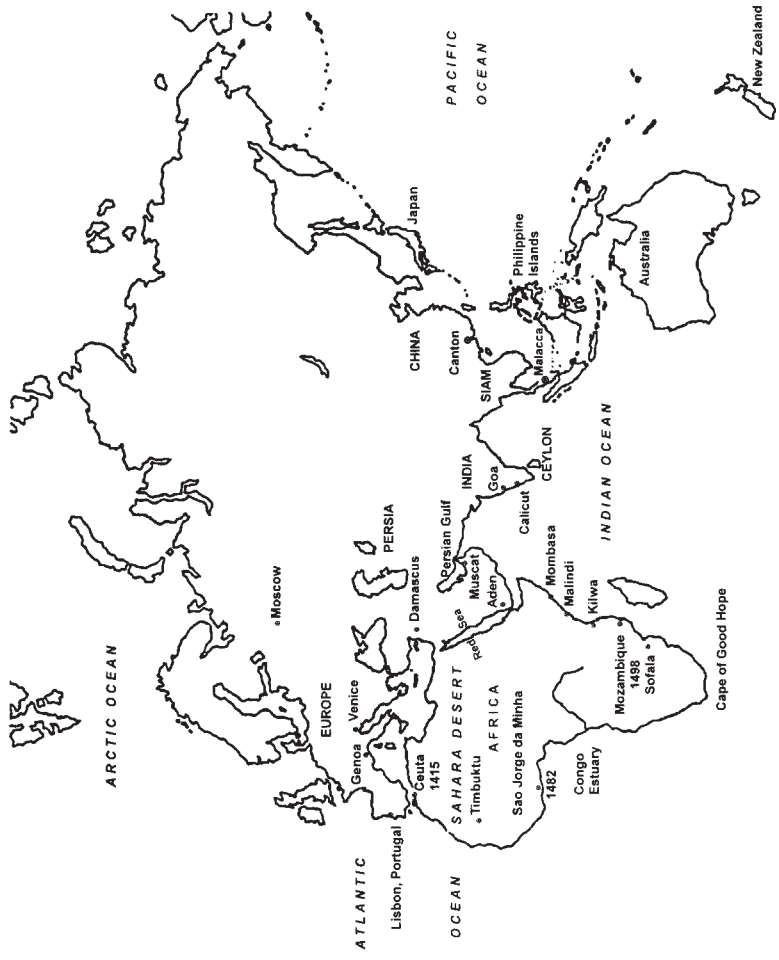 ARCTIC OCEAN
Moscow
EUROPE
Venice
Genoa
ATLANTIC
OCEAN
Lisbon, Portugal
Ceuta
1415
SAHARA DESERT
Timbuktu
AFRICA
Sao Jorge da Minha
1482
Congo
Estuary
Damascus
PERSIA
Persian Gulf
Red Sea
Muscat
Aden
Mombasa
Malindi
Kilwa
Mozambique
1498
Sofala
Cape of Good Hope
INDIA
Goa
Calicut
CEYLON
INDIAN OCEAN
CHINA
Canton
SIAM
Malacca
Japan
Philippine
Islands
PACIFIC
OCEAN
Australia
New Zealand